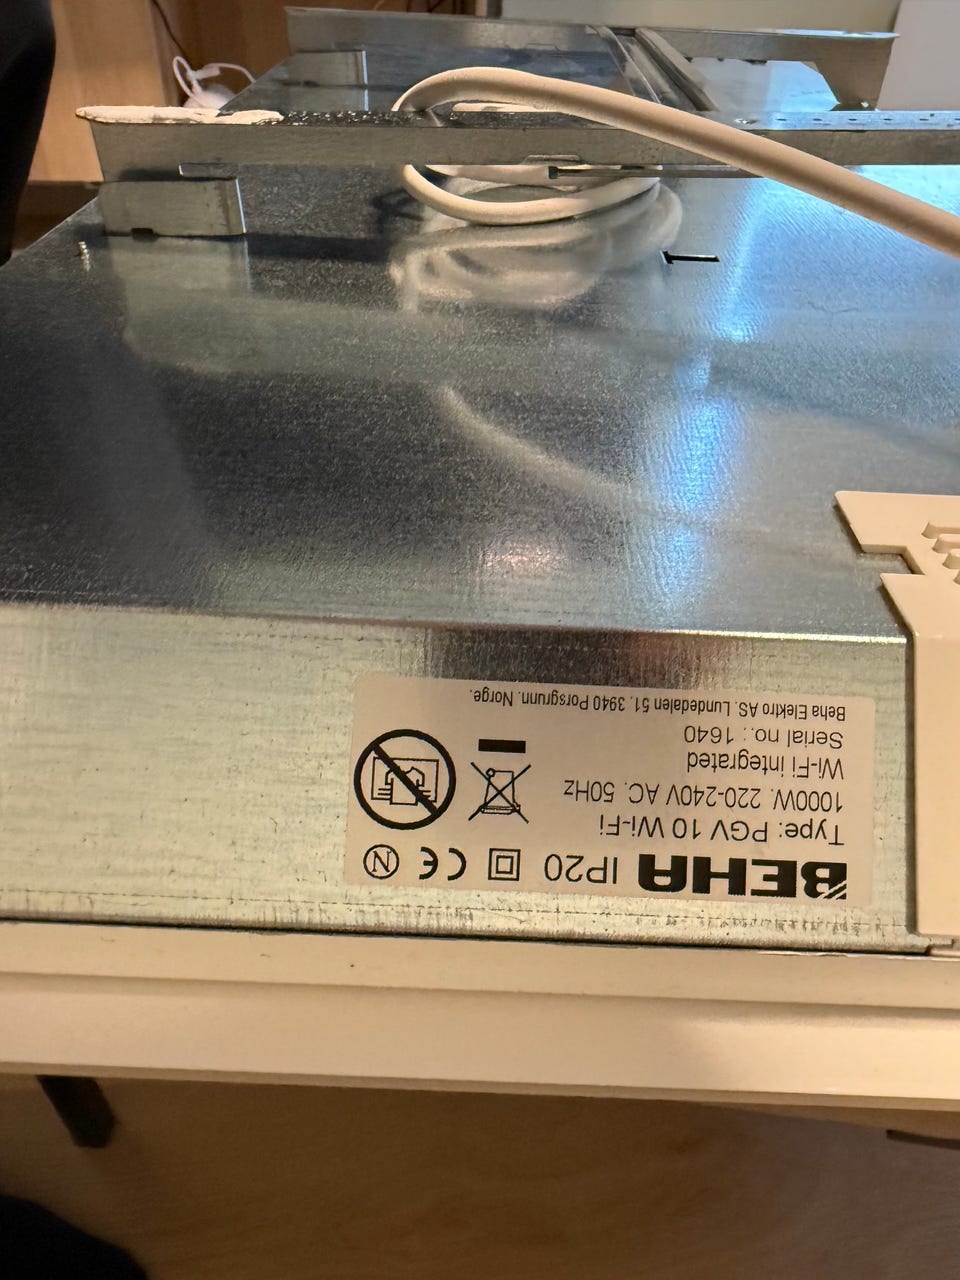 BEHA IP20
Type: PGV 10 Wi-Fi
1000W. 220-240V AC. 50Hz
Wi-Fi integrated
Serial no.: 1640
Beha Elektro AS. Lundedalen 51. 3940 Porsgrunn. Norge.